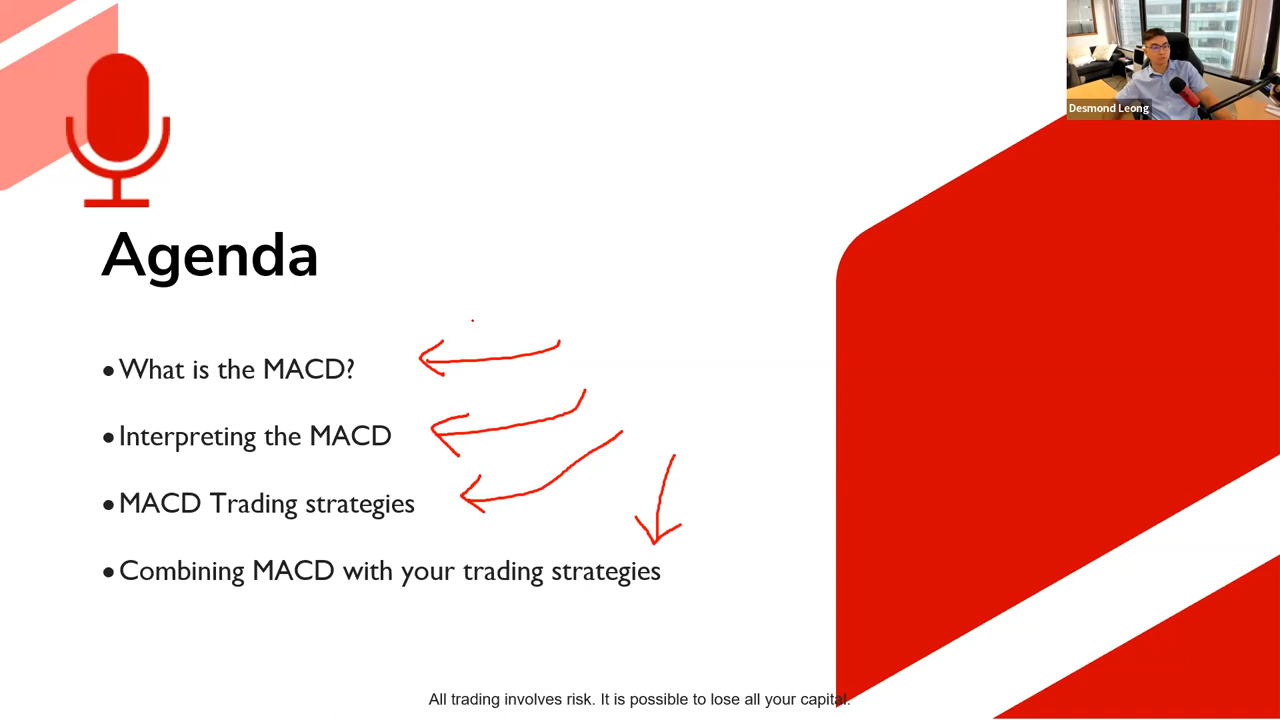 Desmond Leong
Agenda
•What is the MACD?
•Interpreting the MACD
•MACD Trading strategies
•Combining MACD with your trading strategies
All trading involves risk. It is possible to lose all your capital.